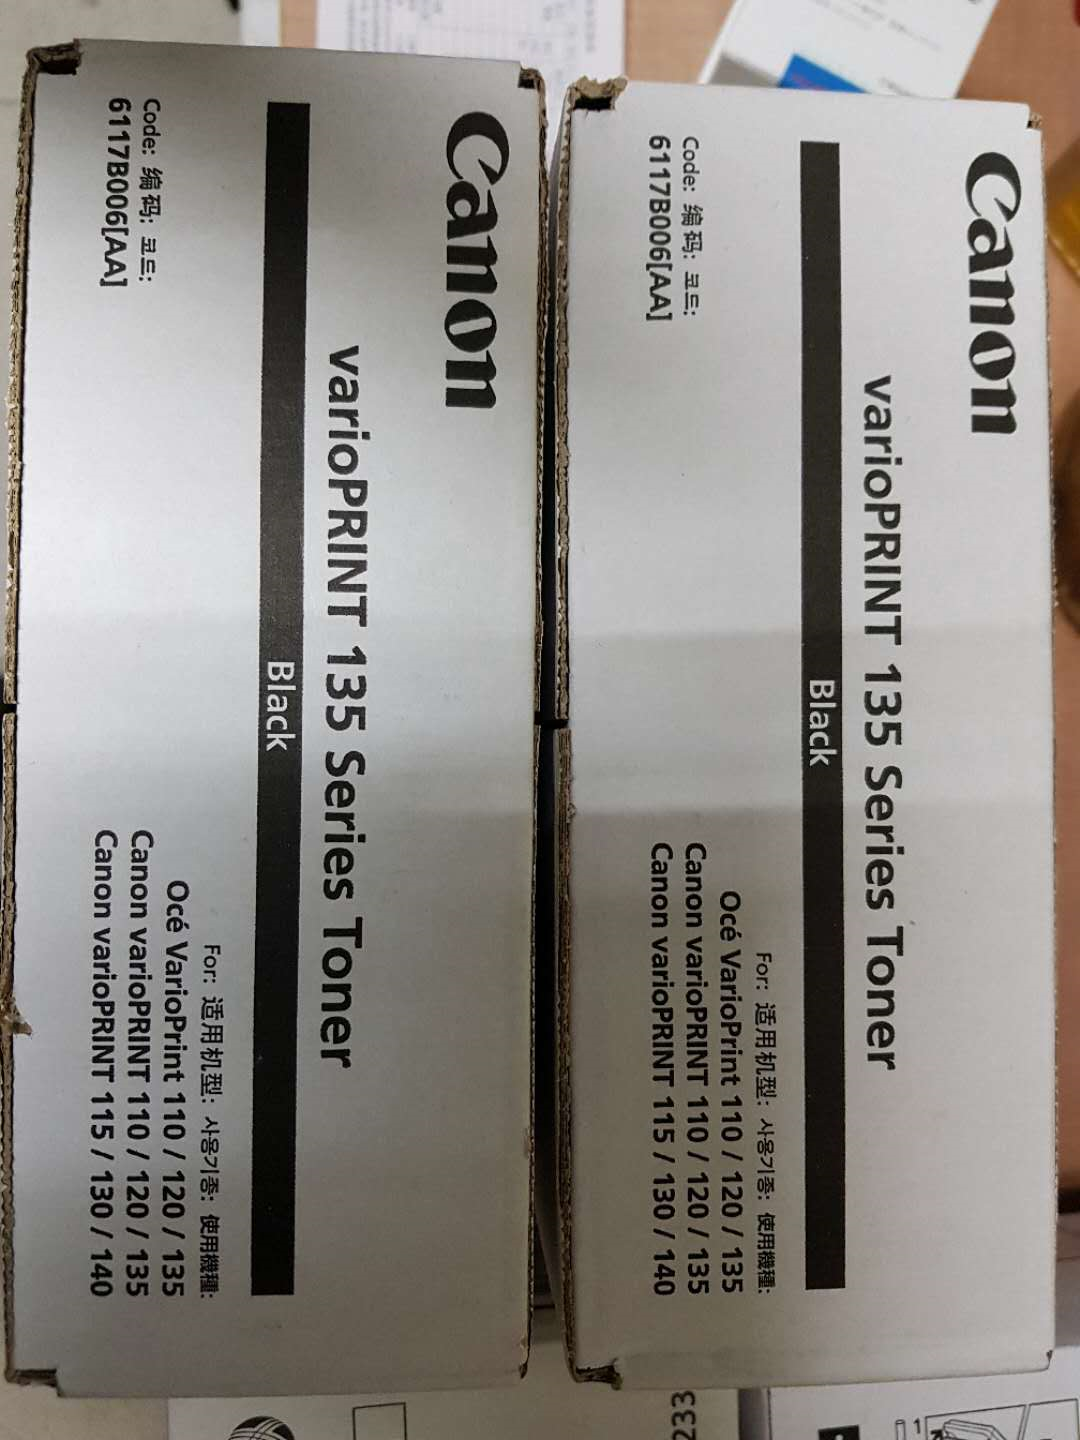 Canon
varioPRINT 135 Series Toner
Black
For: 适用机型: 사용기종: 使用機種:
Océ VarioPrint 110 / 120 / 135
Canon varioPRINT 110 / 120 / 135
Canon varioPRINT 115 / 130 / 140
Code: 编码: 코드:
6117B006[AA]
Canon
varioPRINT 135 Series Toner
Black
For: 适用机型: 사용기종: 使用機種:
Océ VarioPrint 110 / 120 / 135
Canon varioPRINT 110 / 120 / 135
Canon varioPRINT 115 / 130 / 140
Code: 编码: 코드:
6117B006[AA]
233
1